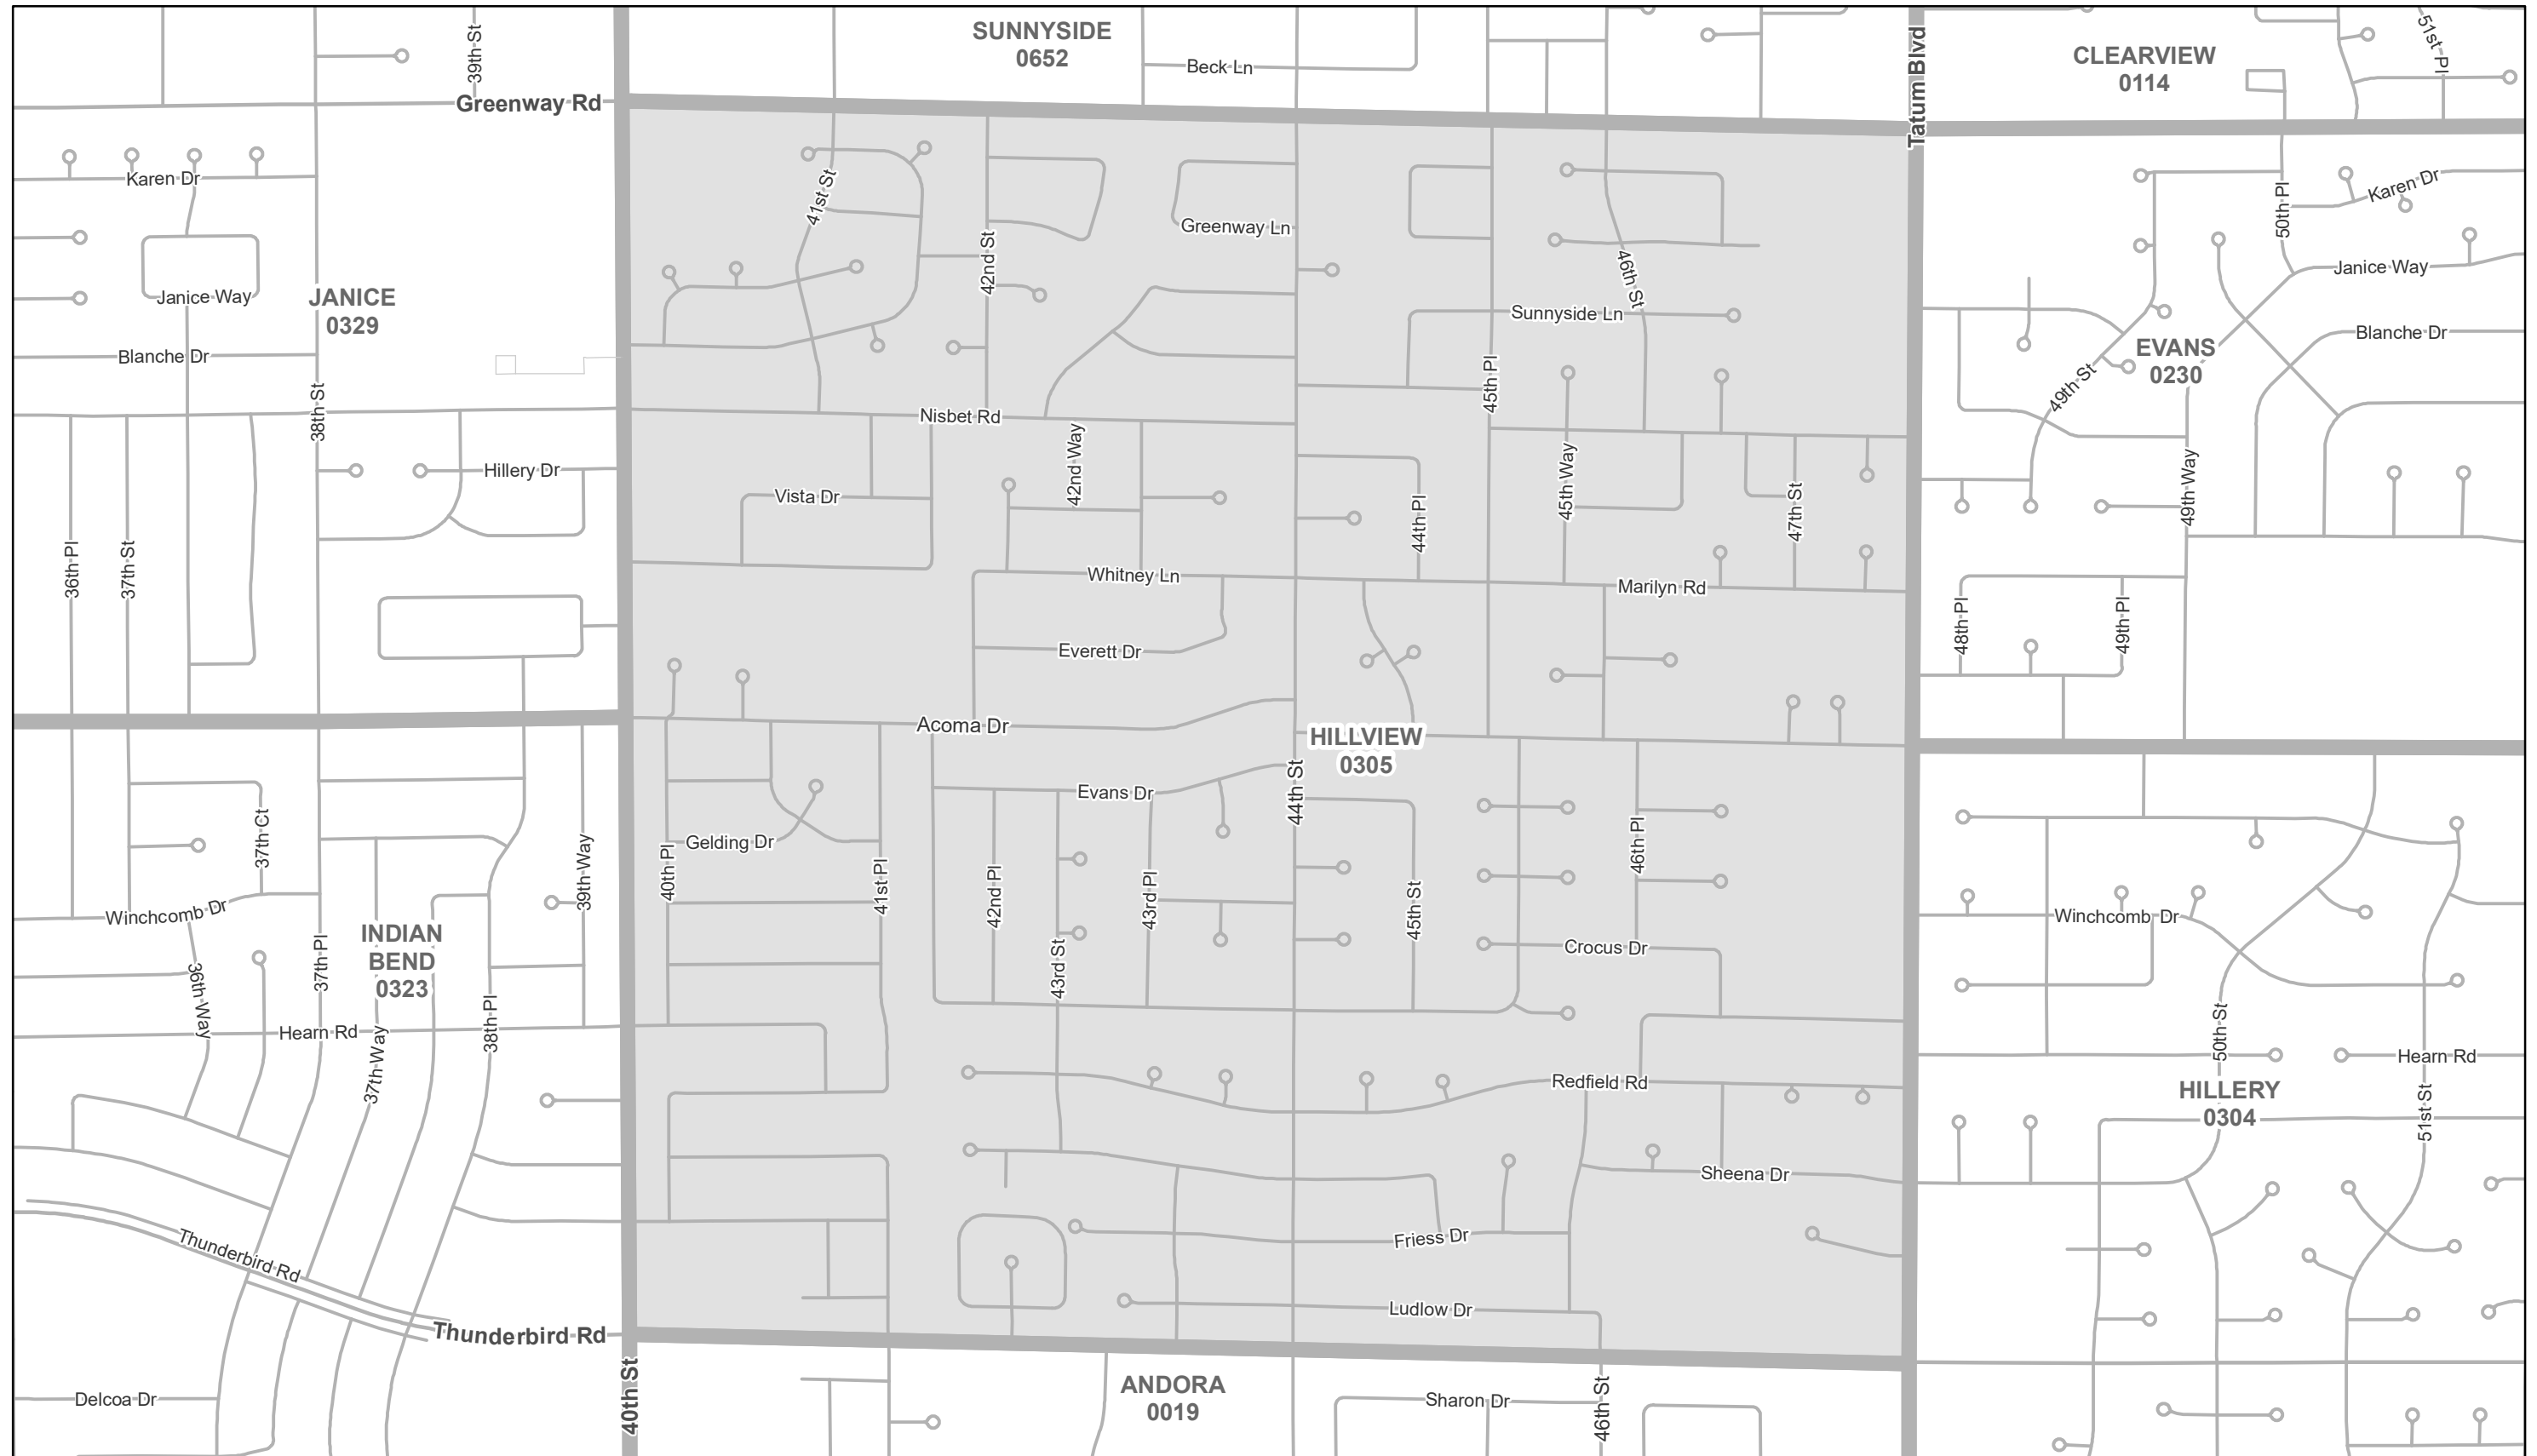 39th St
SUNNYSIDE
0652
Beck Ln
Tatum Blvd
CLEARVIEW
0114
51st Pl
Greenway Rd
Karen Dr
41st St
42nd St
Greenway Ln
46th St
50th Pl
Karen Dr
Janice Way
JANICE
0329
Janice Way
Sunnyside Ln
Blanche Dr
EVANS
0230
Blanche Dr
38th St
Nisbet Rd
45th Pl
49th St
Hillery Dr
Vista Dr
42nd Way
44th Pl
45th Way
47th St
49th Way
36th Pl
37th St
Whitney Ln
Marilyn Rd
48th Pl
49th Pl
Everett Dr
Acoma Dr
HILLVIEW
0305
Evans Dr
44th St
37th Ct
39th Way
40th Pl
Gelding Dr
41st Pl
42nd Pl
43rd St
43rd Pl
45th St
46th Pl
Crocus Dr
Winchcomb Dr
Winchcomb Dr
INDIAN
BEND
0323
37th Pl
36th Way
37th Way
38th Pl
Hearn Rd
50th St
Hearn Rd
Redfield Rd
HILLERY
0304
51st St
Sheena Dr
Friess Dr
Thunderbird Rd
Ludlow Dr
Thunderbird Rd
40th St
Delcoa Dr
ANDORA
0019
Sharon Dr
46th St